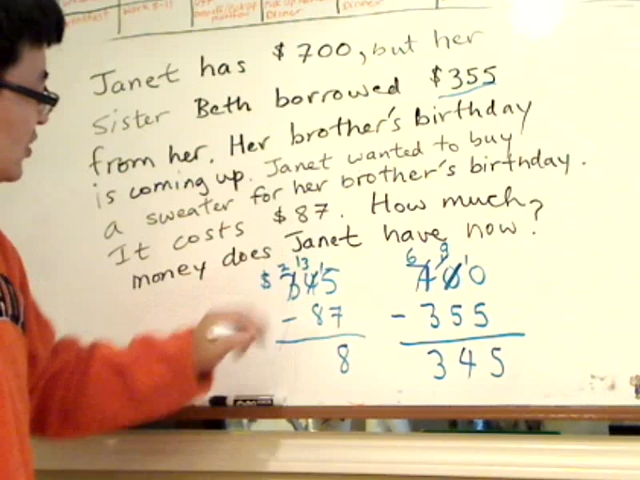 Janet has $700, but her
sister Beth borrowed $355
from her. Her brother's birthday
is coming up. Janet wanted to buy
a sweater for her brother's birthday.
It costs $87. How much
money does Janet have now?
2 13 1
$ 345
- 87
8
6 9 1
700
- 355
345